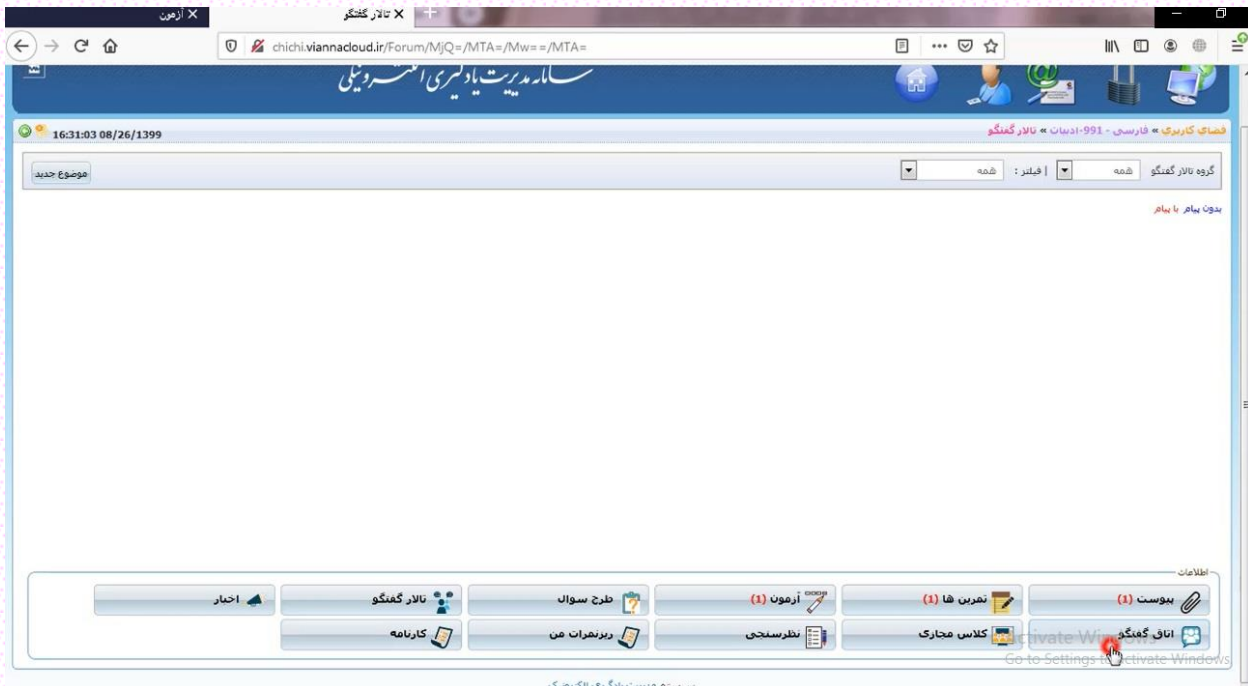 تالار گفتگو
آزمون
chichi.viannacloud.ir/Forum/MjQ=/MTA=/Mw==/MTA=
سامانه مدیریت یادگیری الکترونیکی
فضای کاربری » فارسی - 991-ادبیات » تالار گفتگو
16:31:03 08/26/1399
گروه تالار گفتگو همه | فیلتر : همه
موضوع جدید
بدون پیام با پیام
اطلاعات
پیوست (1) تمرین ها (1) آزمون (1) طرح سوال تالار گفتگو اخبار
اتاق گفتگو کلاس مجازی نظرسنجی ریزنمرات من کارنامه
Activate Windows
Go to Settings to activate Windows